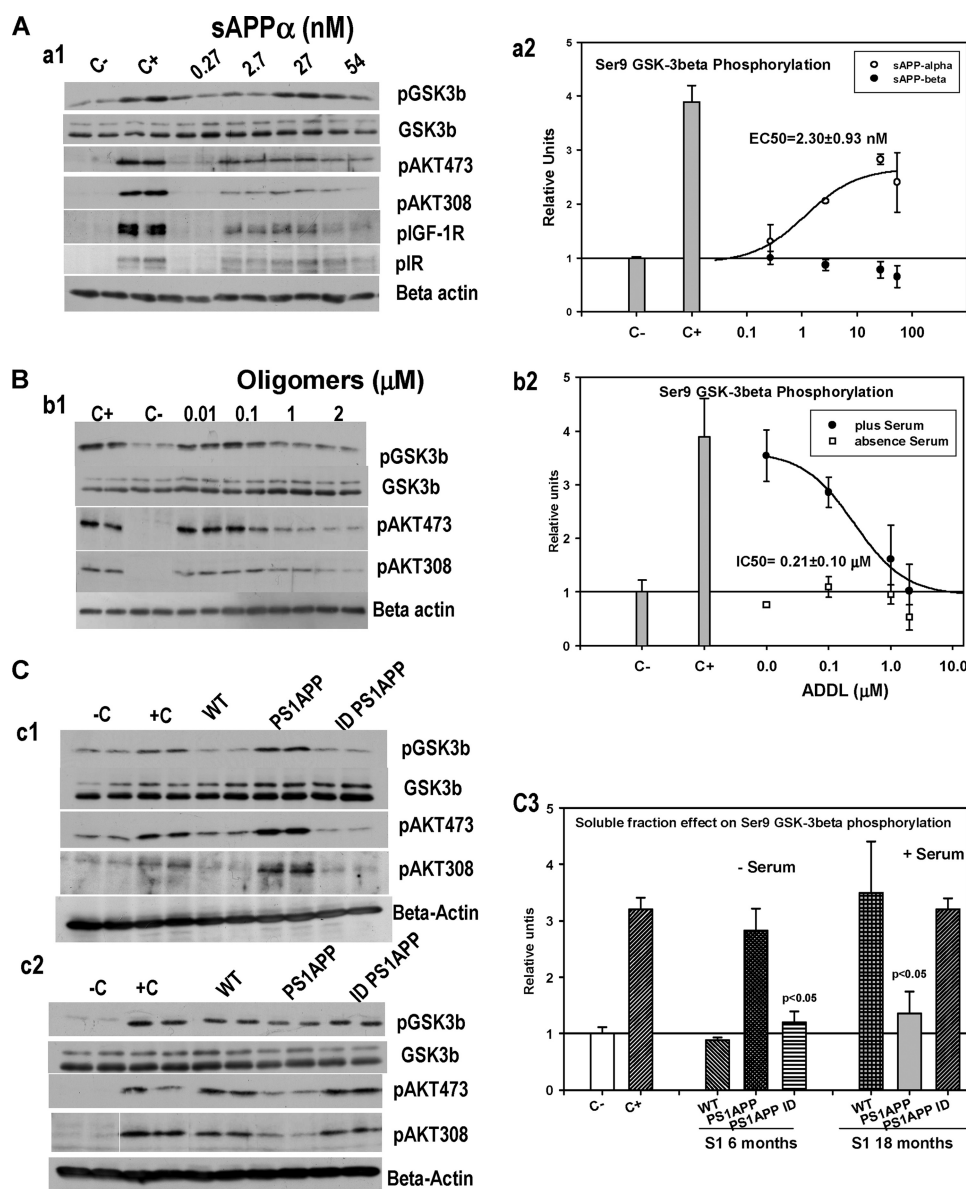 A
sAPPα (nM)
a1
C- C+ 0.27 2.7 27 54
pGSK3b
GSK3b
pAKT473
pAKT308
pIGF-1R
pIR
Beta actin
a2
Ser9 GSK-3beta Phosphorylation
sAPP-alpha
sAPP-beta
EC50=2.30±0.93 nM
Relative Units
5
4
3
2
1
0
C- C+ 0.1 1 10 100
B
Oligomers (µM)
b1
C+ C- 0.01 0.1 1 2
pGSK3b
GSK3b
pAKT473
pAKT308
Beta actin
b2
Ser9 GSK-3beta Phosphorylation
plus Serum
absence Serum
IC50= 0.21±0.10 µM
Relative units
5
4
3
2
1
0
C- C+ 0.0 0.1 1.0 10.0
ADDL (µM)
C
c1
-C +C WT PS1APP ID PS1APP
pGSK3b
GSK3b
pAKT473
pAKT308
Beta-Actin
c2
-C +C WT PS1APP ID PS1APP
pGSK3b
GSK3b
pAKT473
pAKT308
Beta-Actin
C3
Soluble fraction effect on Ser9 GSK-3beta phosphorylation
- Serum
+ Serum
p<0.05
p<0.05
Relative untis
5
4
3
2
1
0
C- C+ WT PS1APP PS1APP ID WT PS1APP PS1APP ID
S1 6 months
S1 18 months